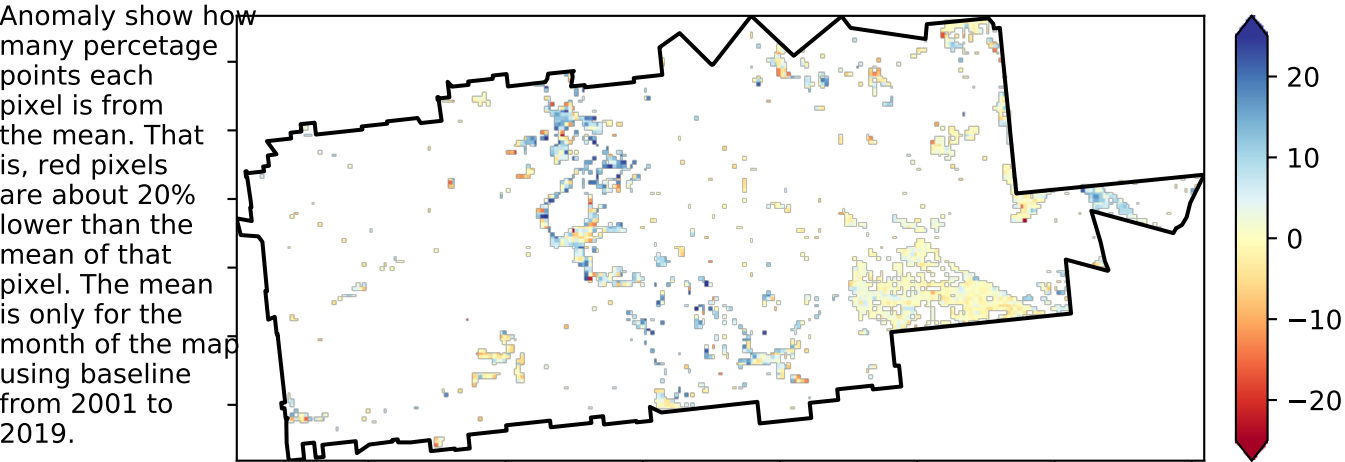 Anomaly show how
many percetage
points each
pixel is from
the mean. That
is, red pixels
are about 20%
lower than the
mean of that
pixel. The mean
is only for the
month of the map
using baseline
from 2001 to
2019.
20
10
0
−10
−20